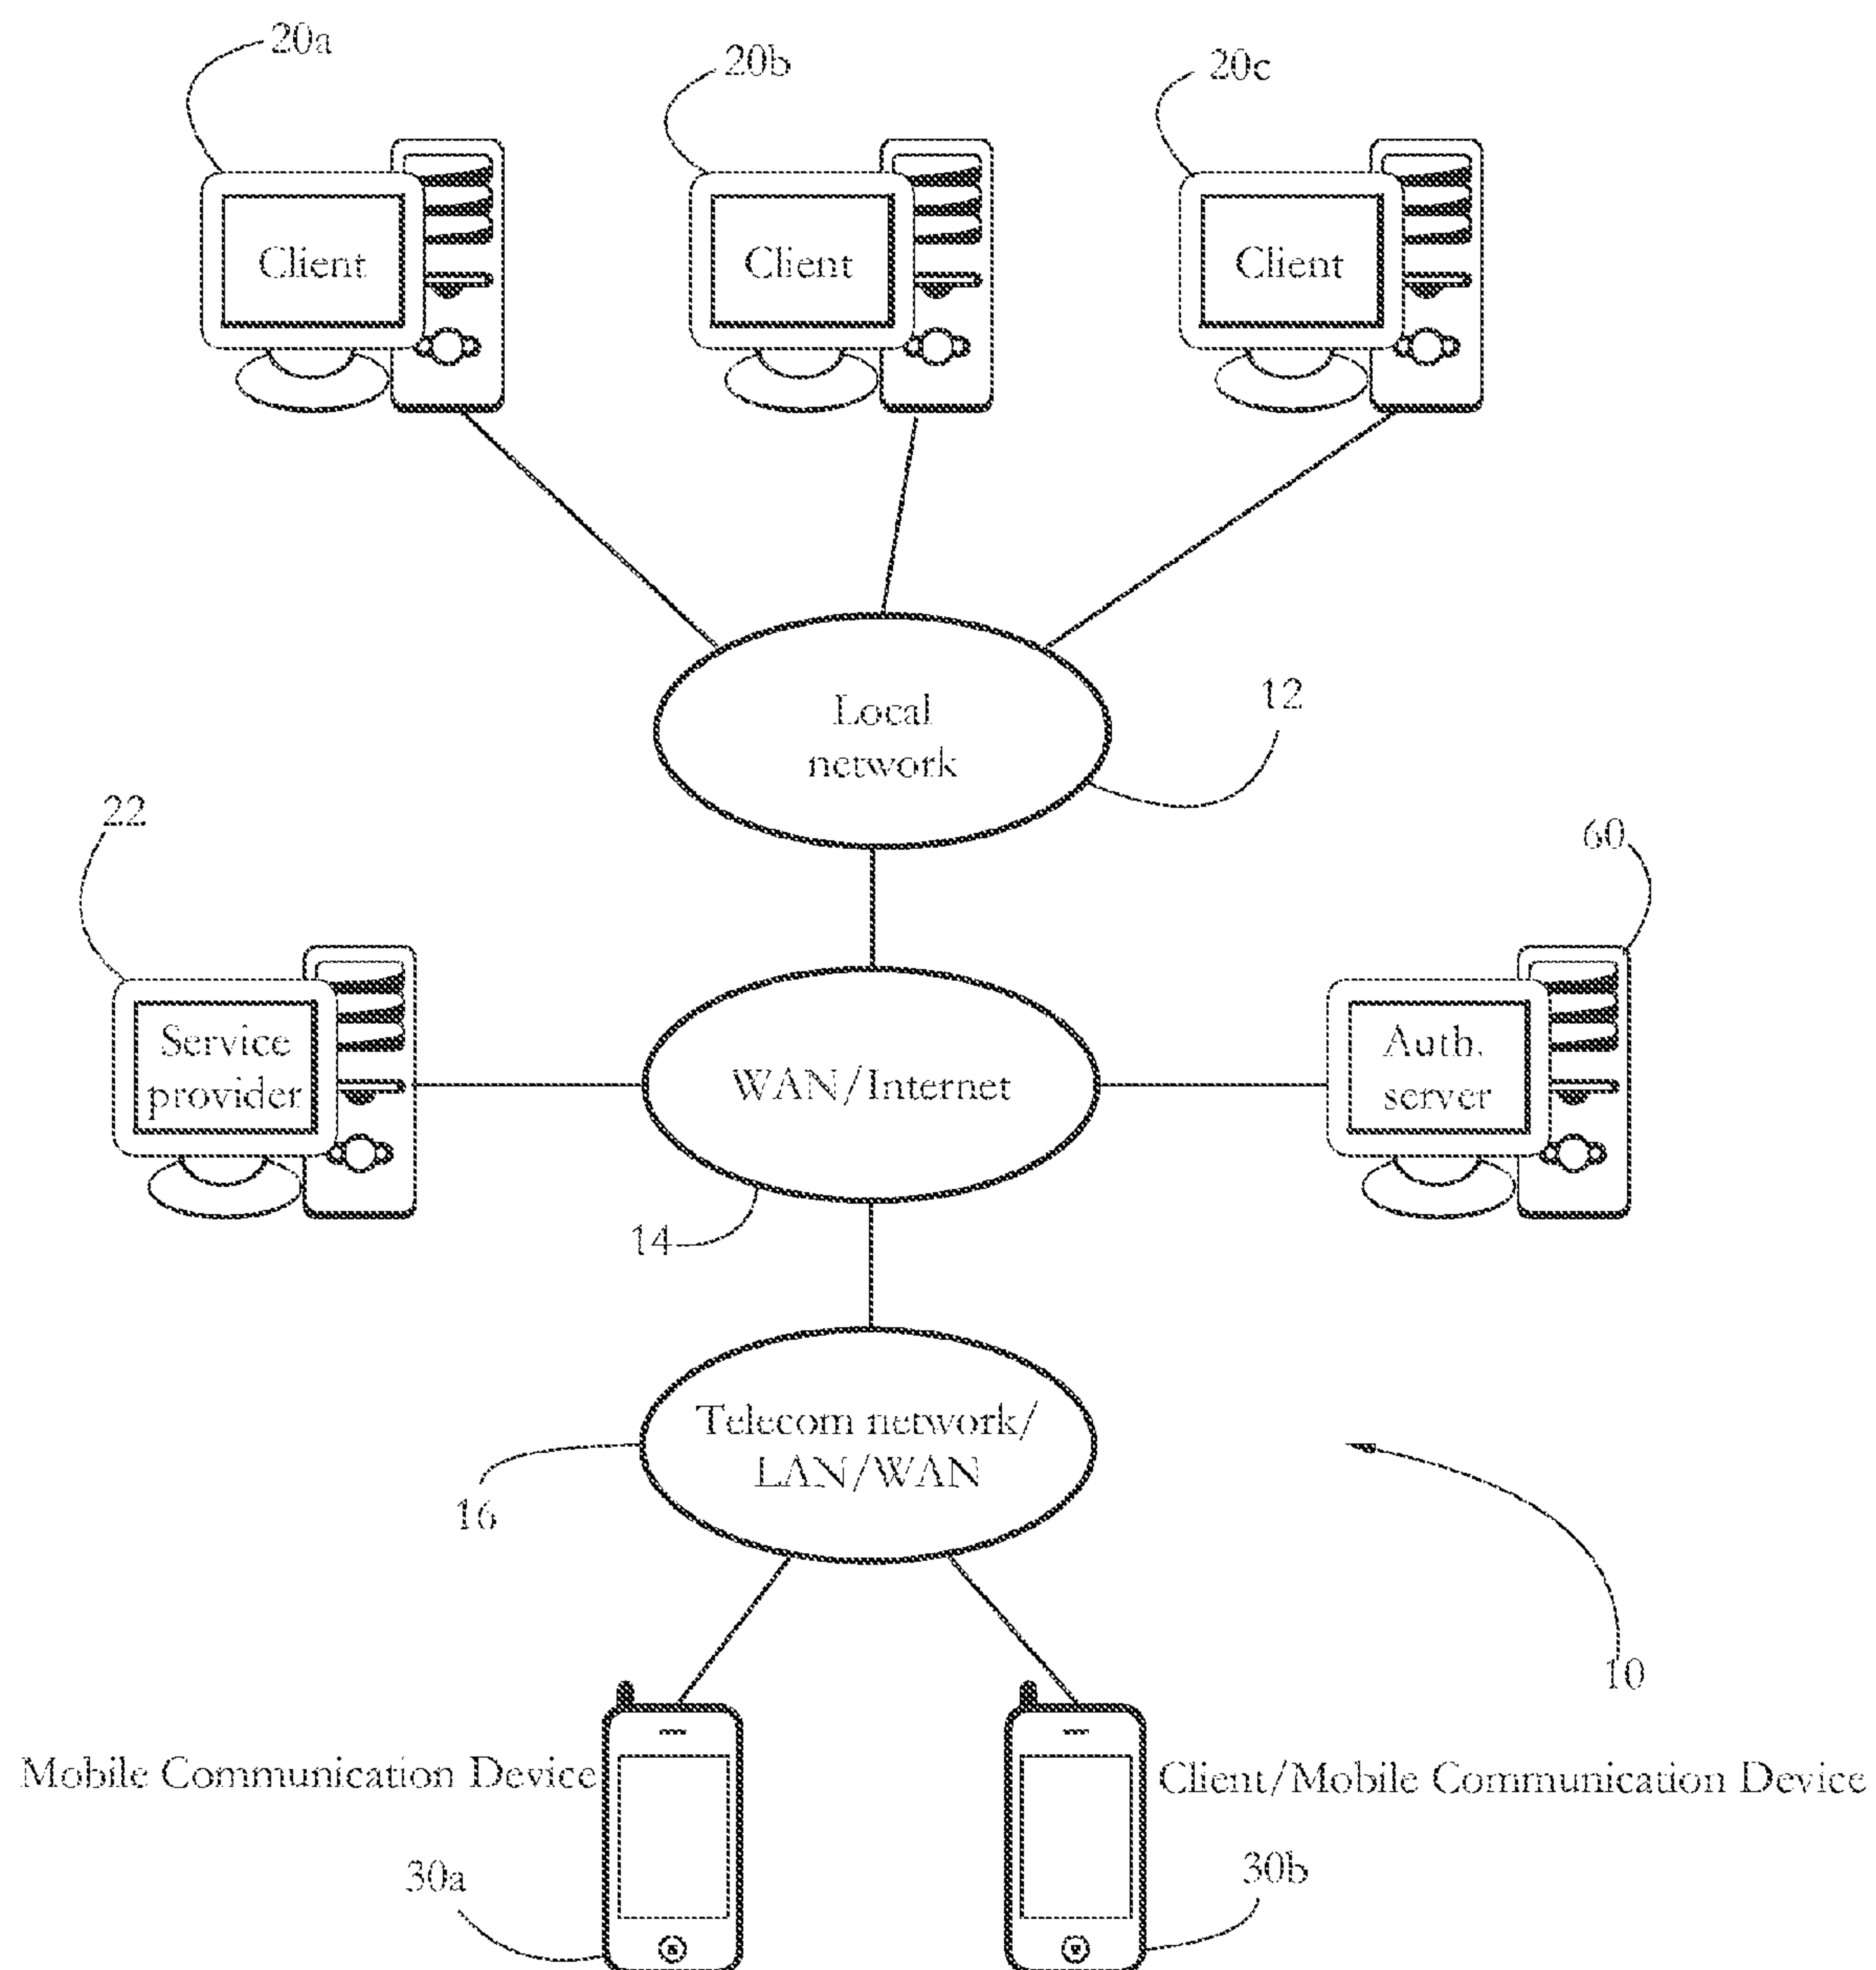 20a
20b
20c
Client
Client
Client
Local
network
12
22
60
Service
provider
WAN/Internet
Auth.
server
14
Telecom network/
LAN/WAN
16
10
Mobile Communication Device
Client/Mobile Communication Device
30a
30b